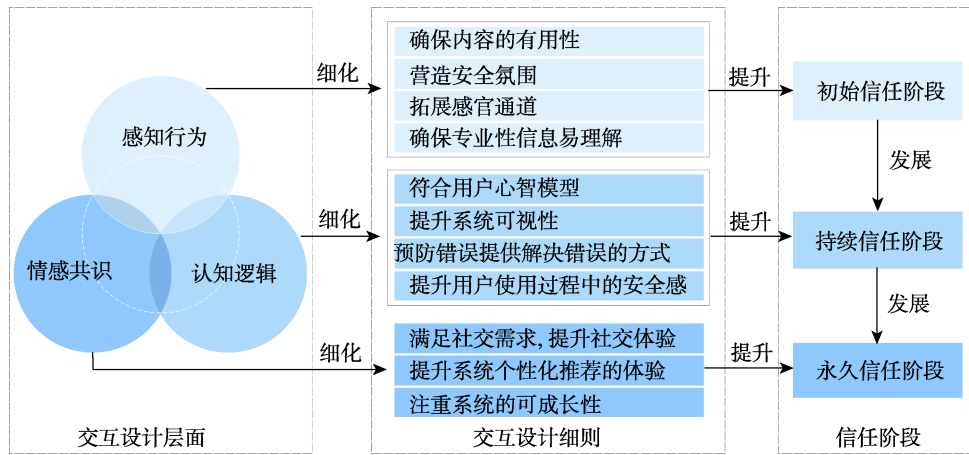 感知行为
情感共识
认知逻辑
交互设计层面
细化
细化
细化
确保内容的有用性
营造安全氛围
拓展感官通道
确保专业性信息易理解
符合用户心智模型
提升系统可视性
预防错误提供解决错误的方式
提升用户使用过程中的安全感
满足社交需求, 提升社交体验
提升系统个性化推荐的体验
注重系统的可成长性
交互设计细则
提升
提升
提升
初始信任阶段
发展
持续信任阶段
发展
永久信任阶段
信任阶段